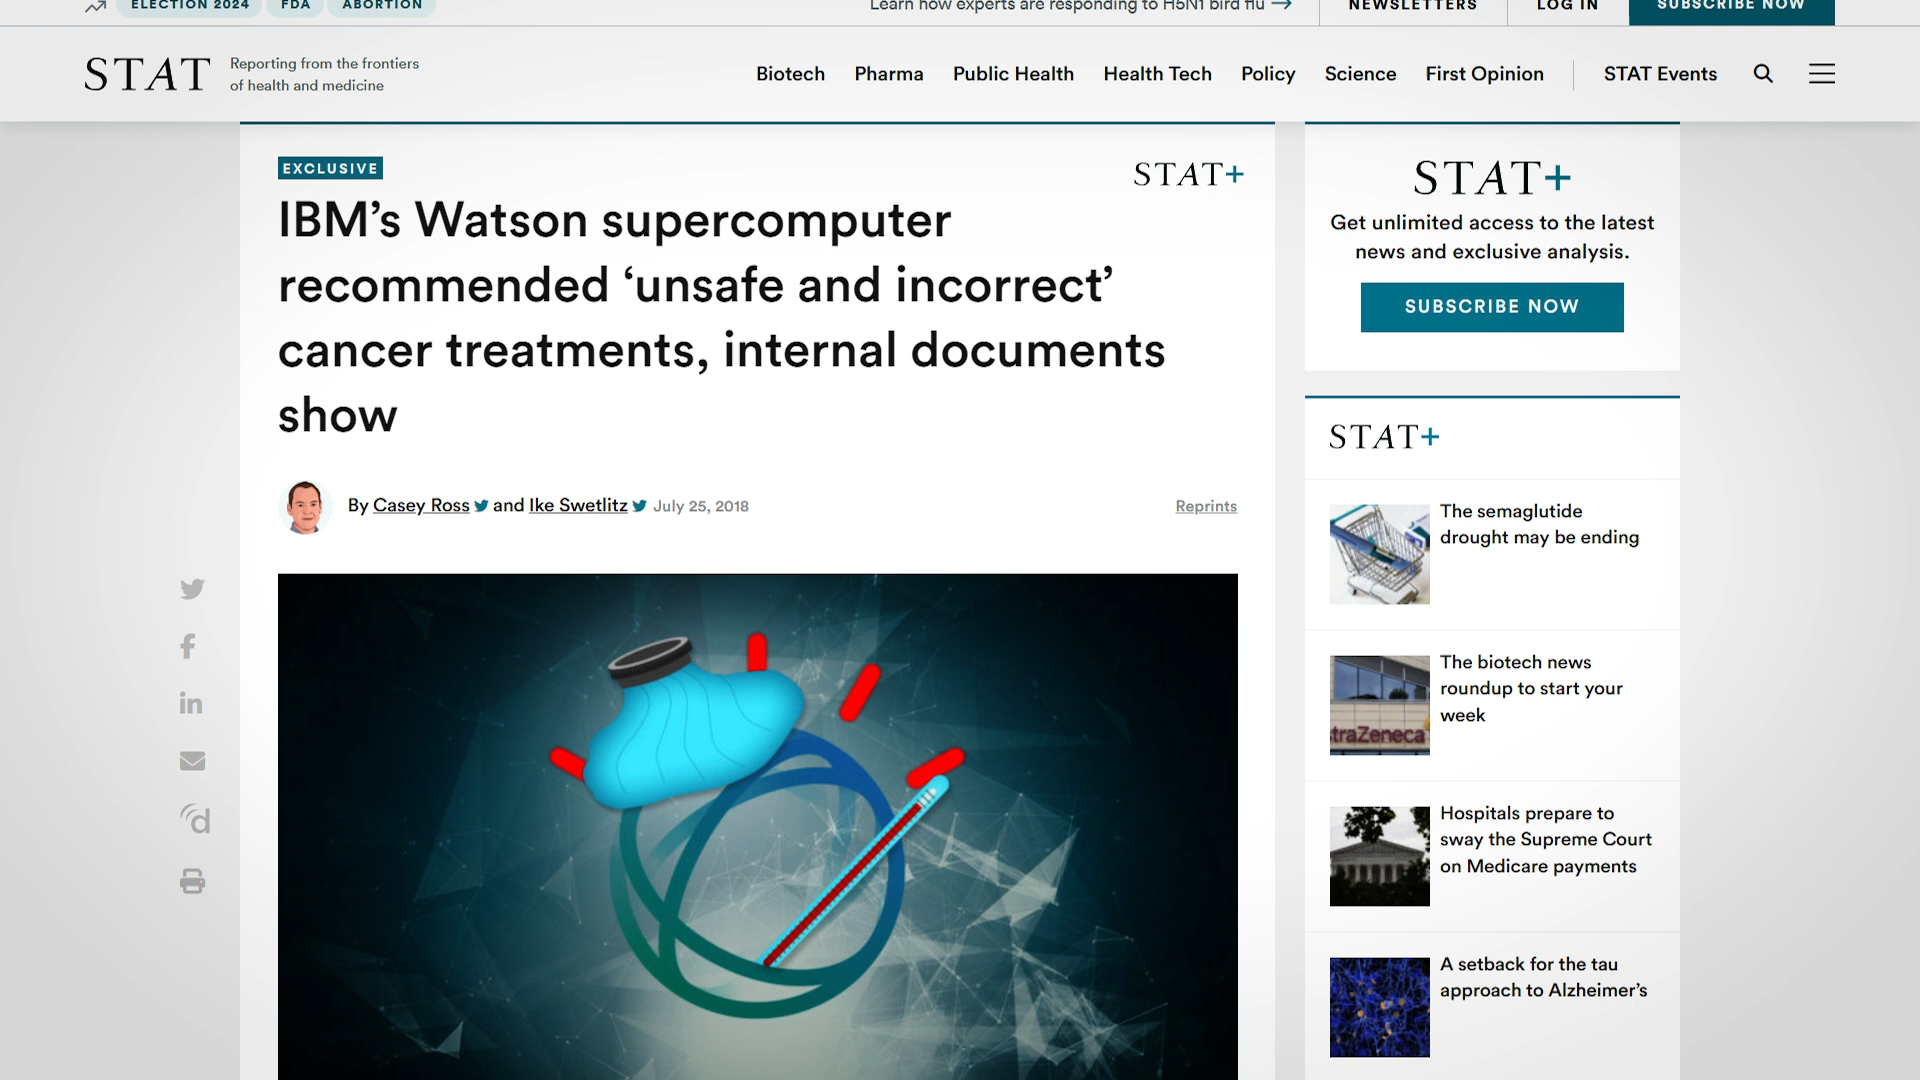 ELECTION 2024 FDA ABORTION
Learn how experts are responding to H5N1 bird flu →
NEWSLETTERS LOG IN SUBSCRIBE NOW
STAT
Reporting from the frontiers
of health and medicine
Biotech Pharma Public Health Health Tech Policy Science First Opinion STAT Events
EXCLUSIVE
STAT+
IBM’s Watson supercomputer
recommended ‘unsafe and incorrect’
cancer treatments, internal documents
show
By Casey Ross and Ike Swetlitz July 25, 2018
Reprints
STAT+
Get unlimited access to the latest
news and exclusive analysis.
SUBSCRIBE NOW
STAT+
The semaglutide
drought may be ending
The biotech news
roundup to start your
week
traZeneca
Hospitals prepare to
sway the Supreme Court
on Medicare payments
A setback for the tau
approach to Alzheimer’s